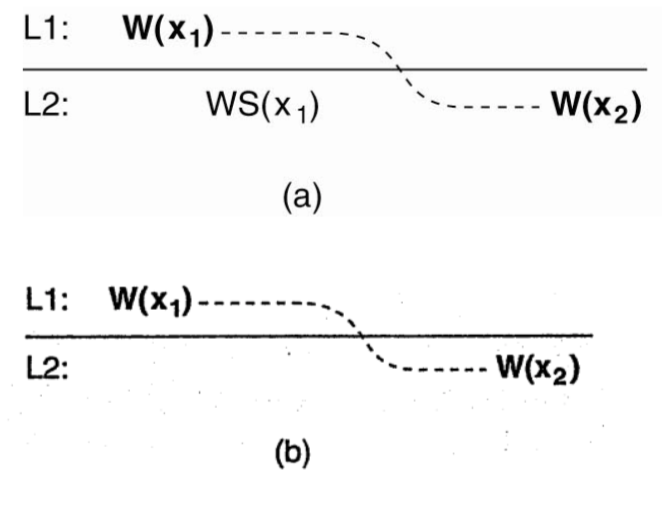 L1: W(x₁)
L2: WS(x₁) W(x₂)
(a)
L1: W(x₁)
L2: W(x₂)
(b)